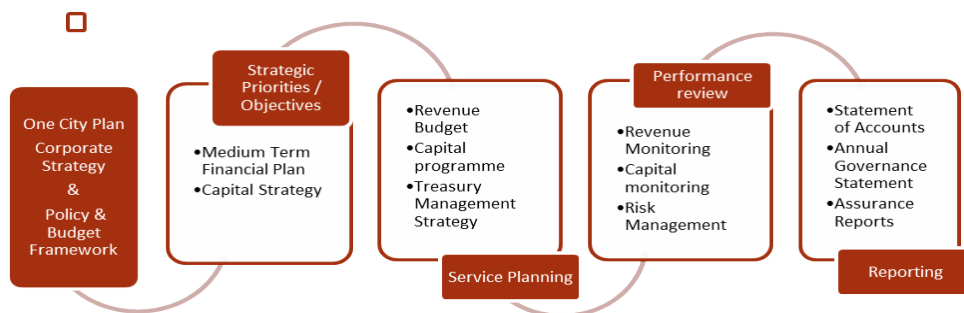 One City Plan
Corporate
Strategy
&
Policy &
Budget
Framework
Strategic
Priorities /
Objectives
•Medium Term
Financial Plan
•Capital Strategy
•Revenue
Budget
•Capital
programme
•Treasury
Management
Strategy
Service Planning
Performance
review
•Revenue
Monitoring
•Capital
monitoring
•Risk
Management
•Statement
of Accounts
•Annual
Governance
Statement
•Assurance
Reports
Reporting